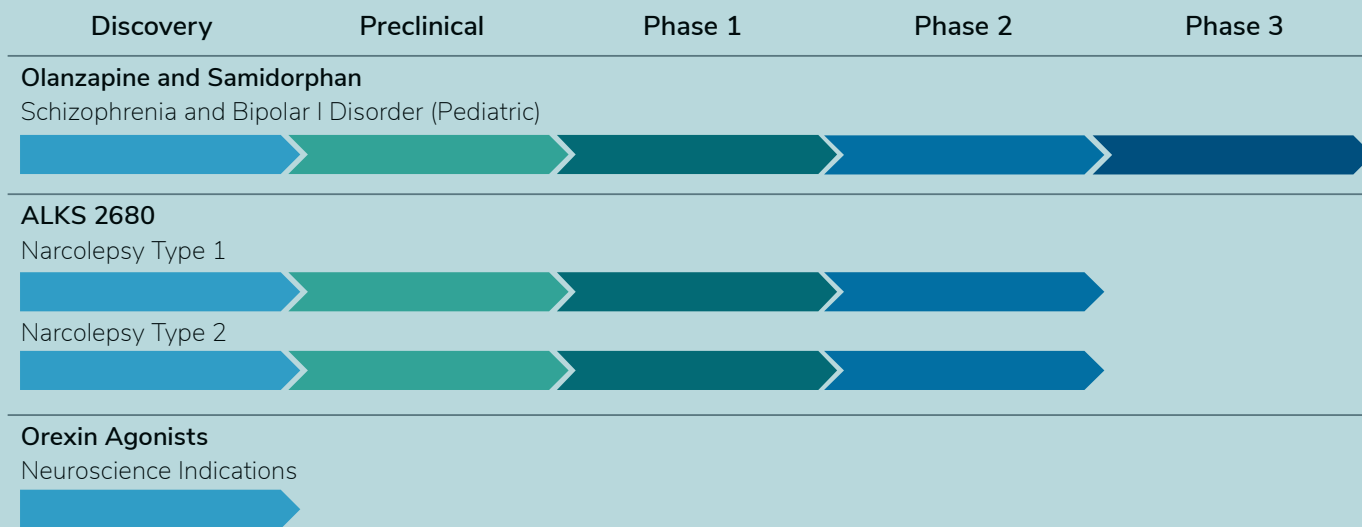 Discovery Preclinical Phase 1 Phase 2 Phase 3
Olanzapine and Samidorphan
Schizophrenia and Bipolar I Disorder (Pediatric)
ALKS 2680
Narcolepsy Type 1
Narcolepsy Type 2
Orexin Agonists
Neuroscience Indications